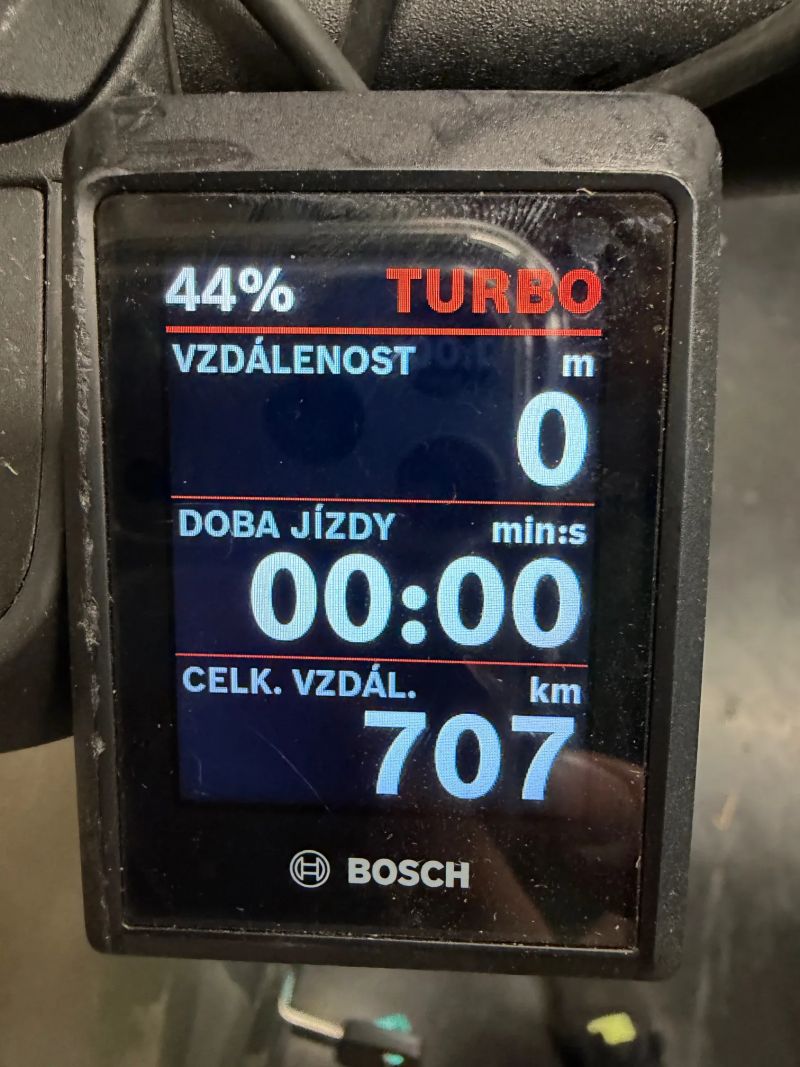 44% TURBO
VZDÁLENOST m
0
DOBA JÍZDY min:s
00:00
CELK. VZDÁL. km
707
BOSCH